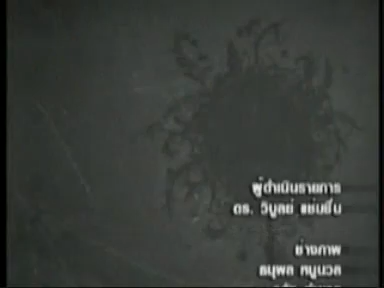 ผู้ดำเนินรายการ
ดร. วิบูลย์ แช่มชื่น
ช่างภาพ
ธนุพล หนูนวล